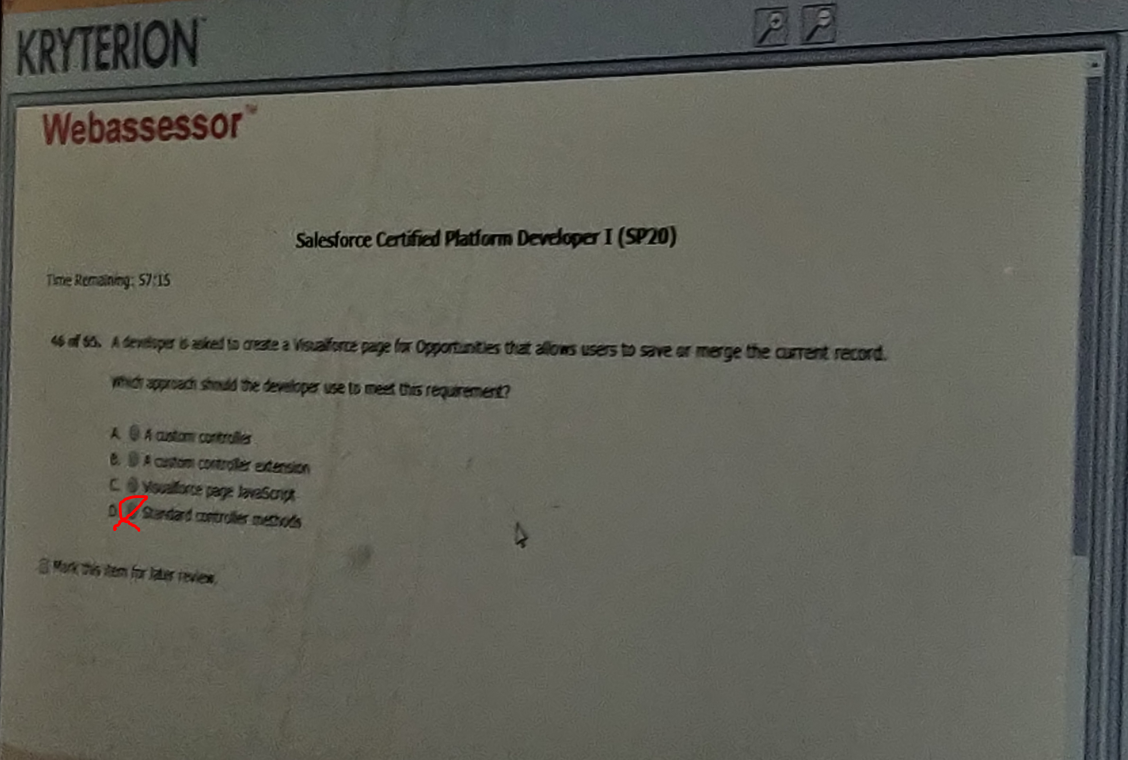 KRYTERION™
Webassessor™
Salesforce Certified Platform Developer I (SP20)
Time Remaining: 57:15
46 of 65. A developer is asked to create a Visualforce page for Opportunities that allows users to save or merge the current record.
Which approach should the developer use to meet this requirement?
A. A custom controller
B. A custom controller extension
C. Visualforce page JavaScript
D. Standard controller methods
Mark this item for later review.